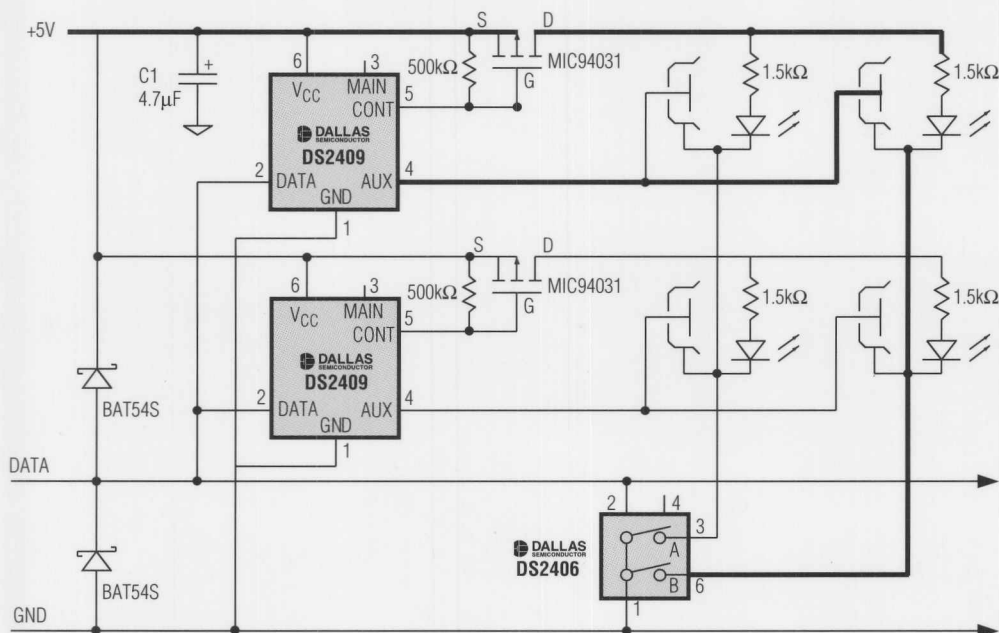 +5V
S
D
C1
4.7µF
+
6
VCC
3
MAIN
CONT
5
500kΩ
G
MIC94031
1.5kΩ
1.5kΩ
DALLAS
SEMICONDUCTOR
DS2409
2
DATA
AUX
4
GND
1
S
D
6
VCC
3
MAIN
CONT
5
500kΩ
G
MIC94031
1.5kΩ
1.5kΩ
DALLAS
SEMICONDUCTOR
DS2409
2
DATA
AUX
4
GND
1
BAT54S
DATA
2
4
3
A
DALLAS
SEMICONDUCTOR
DS2406
B
6
1
BAT54S
GND